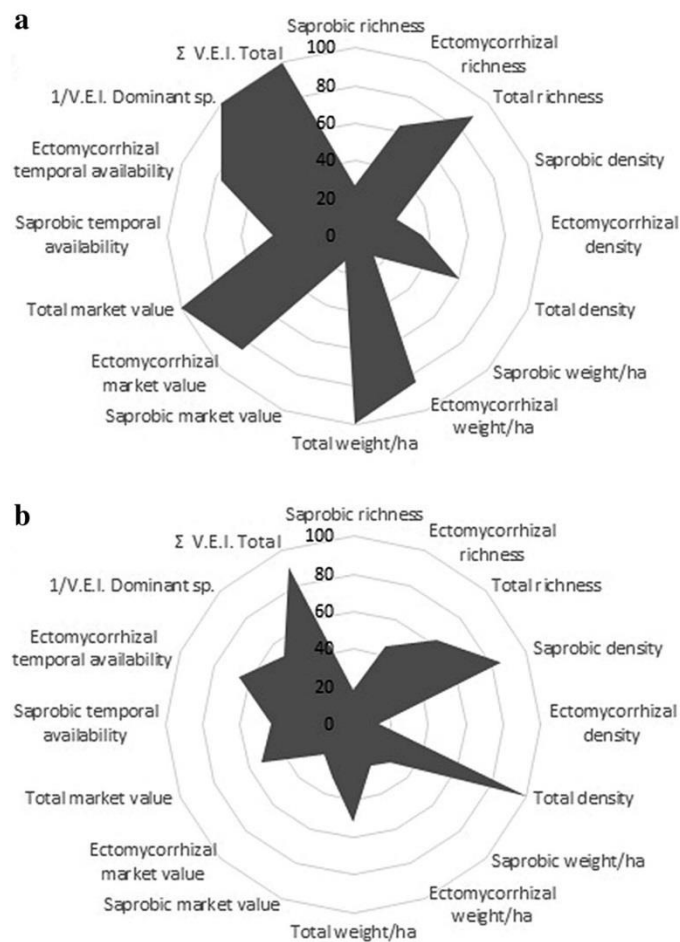 a
Saprobic richness
Σ V.E.I. Total
100
Ectomycorrhizal
richness
1/V.E.I. Dominant sp.
80
Total richness
60
Ectomycorrhizal
temporal availability
40
Saprobic density
20
Saprobic temporal
availability
0
Ectomycorrhizal
density
Total market value
Total density
Ectomycorrhizal
market value
Saprobic weight/ha
Saprobic market value
Ectomycorrhizal
weight/ha
Total weight/ha
b
Saprobic richness
Σ V.E.I. Total
100
Ectomycorrhizal
richness
1/V.E.I. Dominant sp.
80
Total richness
60
Ectomycorrhizal
temporal availability
40
Saprobic density
20
Saprobic temporal
availability
0
Ectomycorrhizal
density
Total market value
Total density
Ectomycorrhizal
market value
Saprobic weight/ha
Saprobic market value
Ectomycorrhizal
weight/ha
Total weight/ha